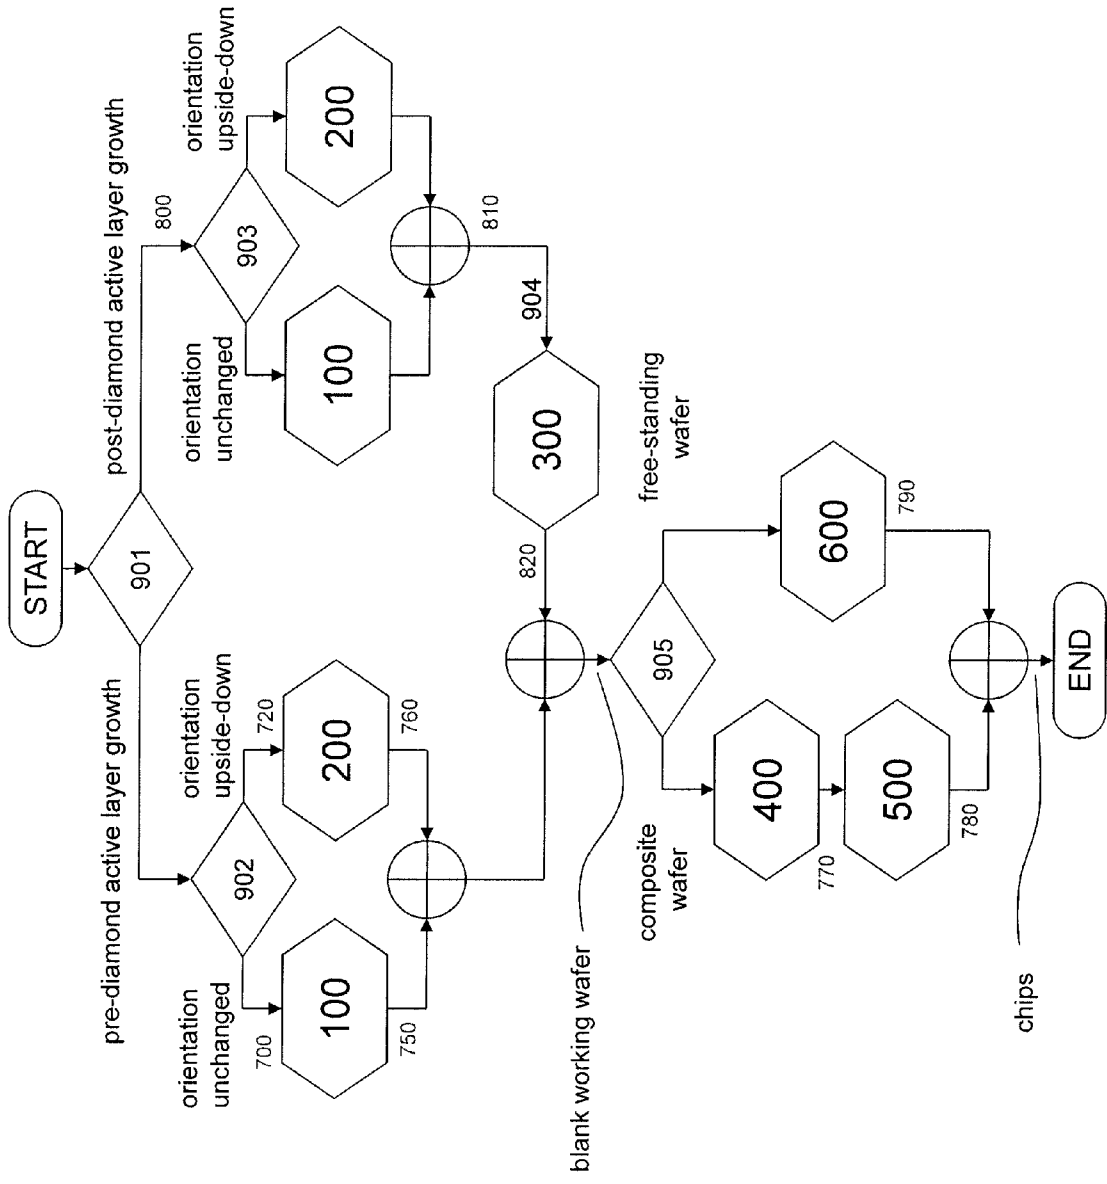 START
901
pre-diamond active layer growth
post-diamond active layer growth
800
902
903
orientation
unchanged
orientation
upside-down
orientation
unchanged
orientation
upside-down
700
720
100
200
100
200
750
760
810
904
300
820
blank working wafer
905
composite
wafer
free-standing
wafer
400
600
770
500
780
790
chips
END